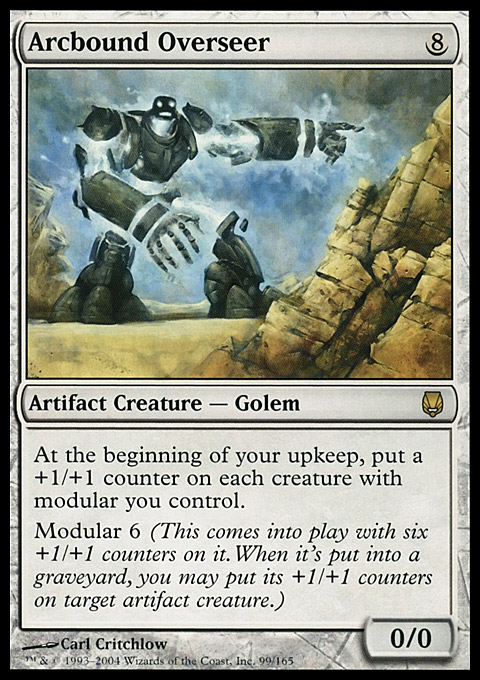 Arcbound Overseer 8
Artifact Creature — Golem
At the beginning of your upkeep, put a
+1/+1 counter on each creature with
modular you control.
Modular 6 (This comes into play with six
+1/+1 counters on it. When it's put into a
graveyard, you may put its +1/+1 counters
on target artifact creature.)
Carl Critchlow
0/0
™ & © 1993–2004 Wizards of the Coast, Inc. 99/165